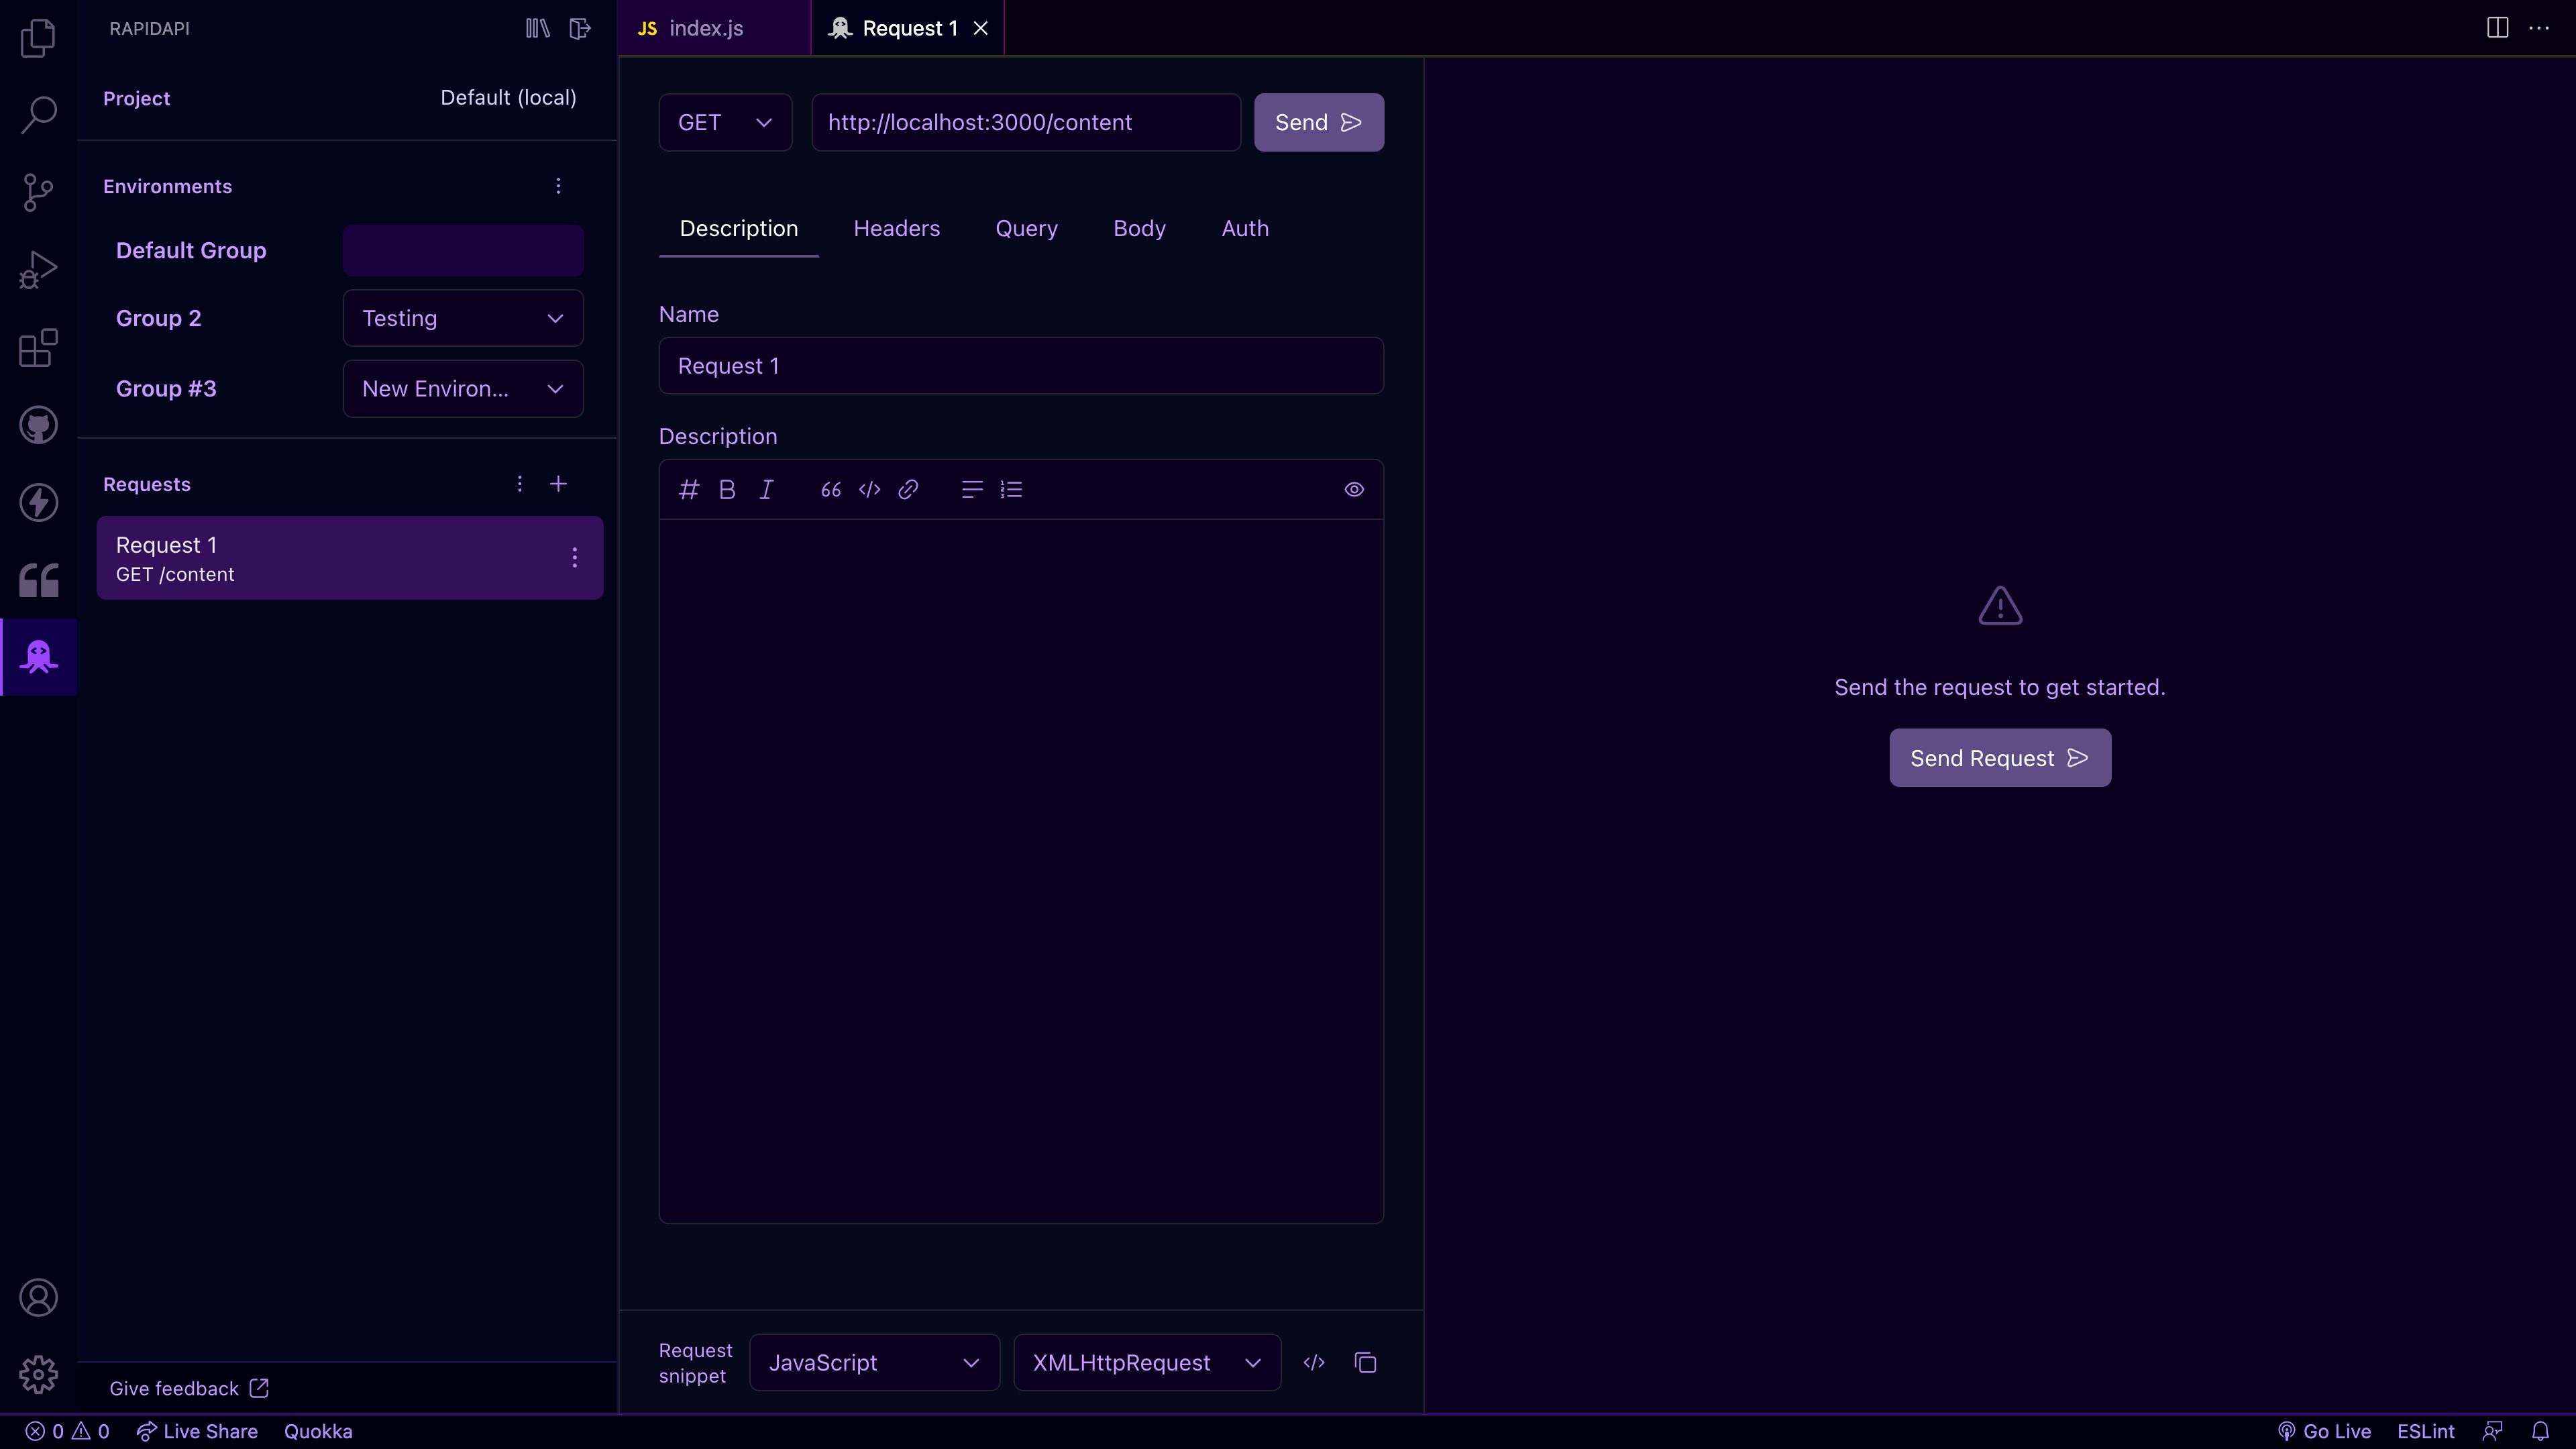 RAPIDAPI
Project
Default (local)
Environments
Default Group
Group 2
Testing
Group #3
New Environ...
Requests
Request 1
GET /content
Give feedback
JS index.js
Request 1
GET
http://localhost:3000/content
Send
Description
Headers
Query
Body
Auth
Name
Request 1
Description
Send the request to get started.
Send Request
Request
snippet
JavaScript
XMLHttpRequest
0
0
Live Share
Quokka
Go Live
ESLint